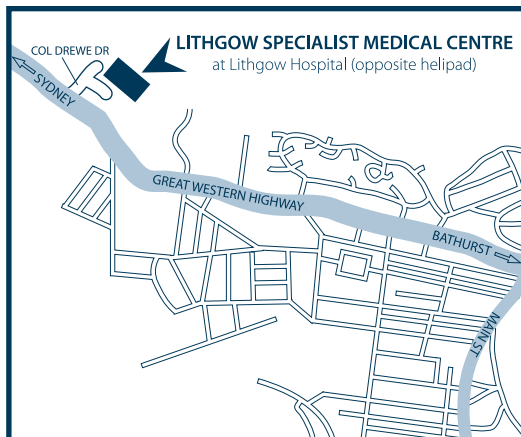 LITHGOW SPECIALIST MEDICAL CENTRE
at Lithgow Hospital (opposite helipad)
COL DREWE DR
SYDNEY
GREAT WESTERN HIGHWAY
BATHURST
MAIN ST